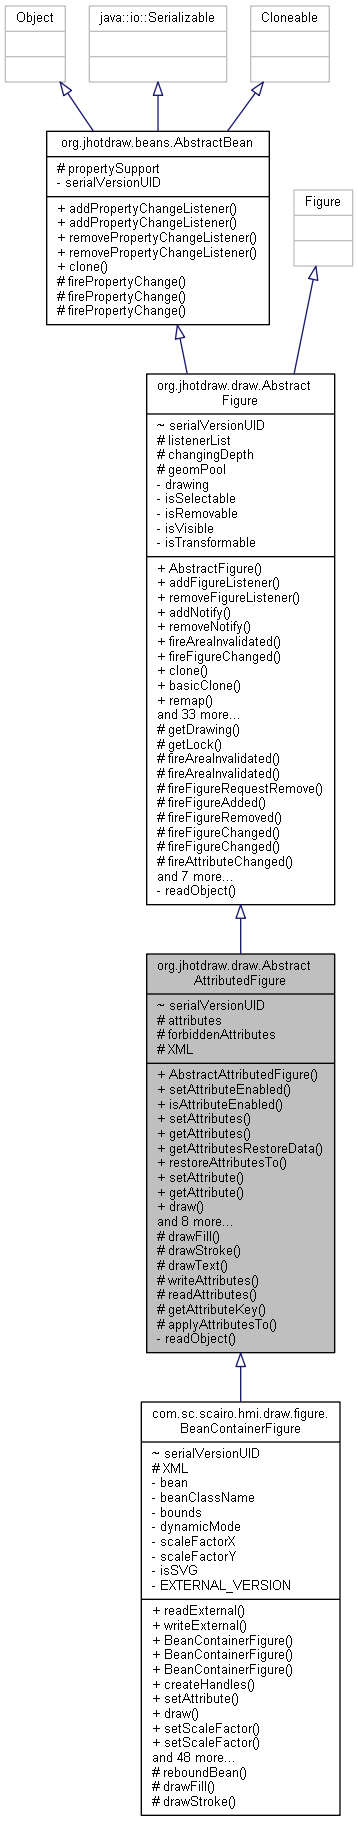 Object
java::io::Serializable
Cloneable
org.jhotdraw.beans.AbstractBean
# propertySupport
- serialVersionUID
+ addPropertyChangeListener()
+ addPropertyChangeListener()
+ removePropertyChangeListener()
+ removePropertyChangeListener()
+ clone()
# firePropertyChange()
# firePropertyChange()
# firePropertyChange()
Figure
org.jhotdraw.draw.Abstract
Figure
~ serialVersionUID
# listenerList
# changingDepth
# geomPool
- drawing
- isSelectable
- isRemovable
- isVisible
- isTransformable
+ AbstractFigure()
+ addFigureListener()
+ removeFigureListener()
+ addNotify()
+ removeNotify()
+ fireAreaInvalidated()
+ fireFigureChanged()
+ clone()
+ basicClone()
+ remap()
and 33 more...
# getDrawing()
# getLock()
# fireAreaInvalidated()
# fireAreaInvalidated()
# fireFigureRequestRemove()
# fireFigureAdded()
# fireFigureRemoved()
# fireFigureChanged()
# fireFigureChanged()
# fireAttributeChanged()
and 7 more...
- readObject()
org.jhotdraw.draw.Abstract
AttributedFigure
~ serialVersionUID
# attributes
# forbiddenAttributes
# XML
+ AbstractAttributedFigure()
+ setAttributeEnabled()
+ isAttributeEnabled()
+ setAttributes()
+ getAttributes()
+ getAttributesRestoreData()
+ restoreAttributesTo()
+ setAttribute()
+ getAttribute()
+ draw()
and 8 more...
# drawFill()
# drawStroke()
# drawText()
# writeAttributes()
# readAttributes()
# getAttributeKey()
# applyAttributesTo()
- readObject()
com.sc.scairo.hmi.draw.figure.
BeanContainerFigure
~ serialVersionUID
# XML
- bean
- beanClassName
- bounds
- dynamicMode
- scaleFactorX
- scaleFactorY
- isSVG
- EXTERNAL_VERSION
+ readExternal()
+ writeExternal()
+ BeanContainerFigure()
+ BeanContainerFigure()
+ BeanContainerFigure()
+ createHandles()
+ setAttribute()
+ draw()
+ setScaleFactor()
+ setScaleFactor()
and 48 more...
# reboundBean()
# drawFill()
# drawStroke()